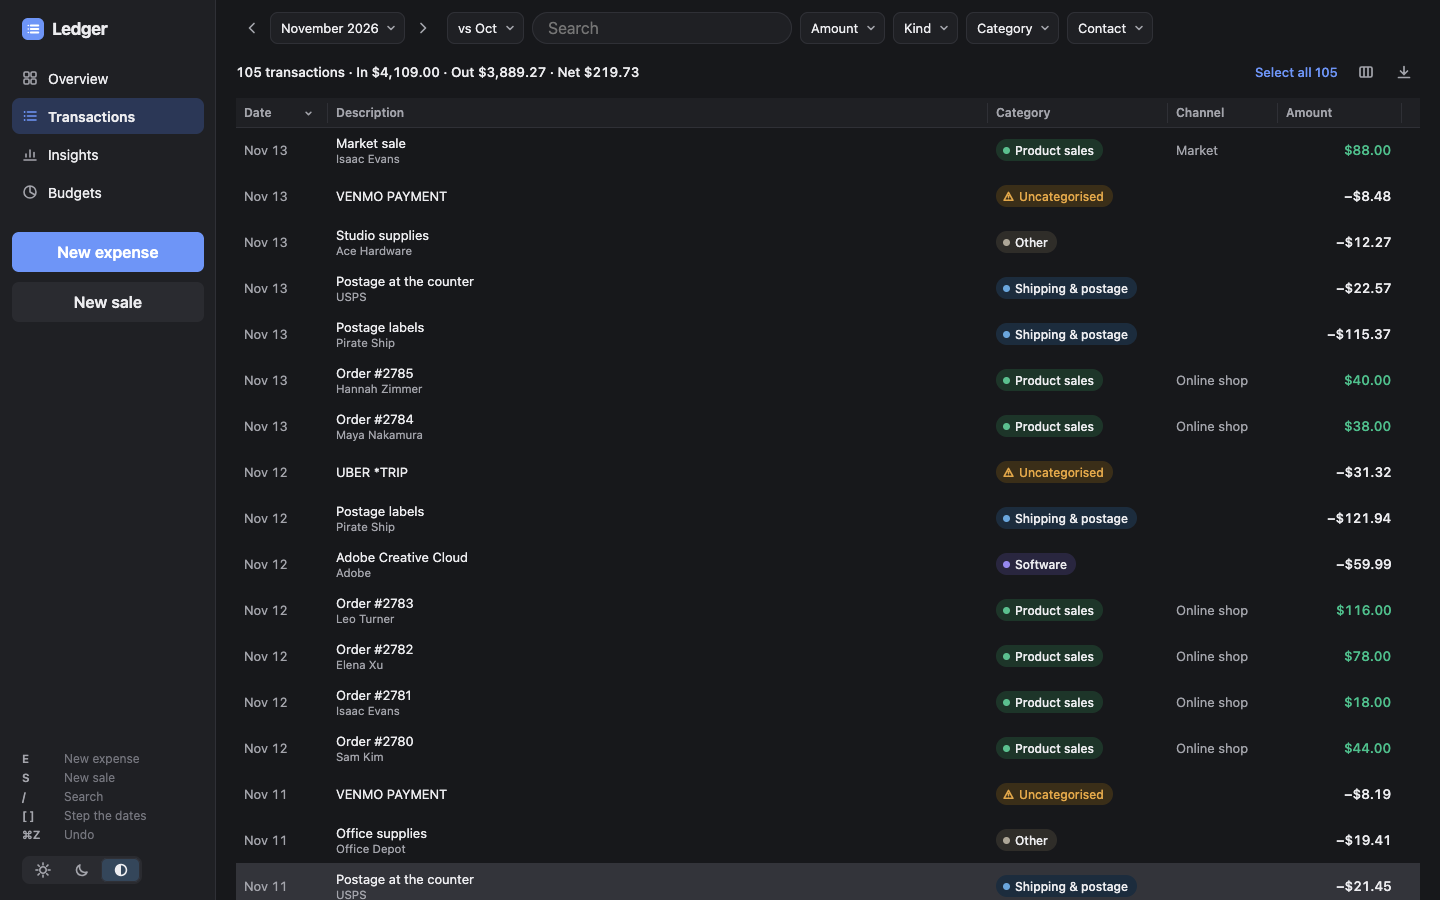 Ledger
Overview
Transactions
Insights
Budgets
New expense
New sale
E New expense
S New sale
/ Search
[ ] Step the dates
⌘Z Undo
November 2026 vs Oct Search Amount Kind Category Contact
105 transactions · In $4,109.00 · Out $3,889.27 · Net $219.73 Select all 105
Date Description Category Channel Amount
Nov 13 Market sale Product sales Market $88.00
Isaac Evans
Nov 13 VENMO PAYMENT Uncategorised –$8.48
Nov 13 Studio supplies Other –$12.27
Ace Hardware
Nov 13 Postage at the counter Shipping & postage –$22.57
USPS
Nov 13 Postage labels Shipping & postage –$115.37
Pirate Ship
Nov 13 Order #2785 Product sales Online shop $40.00
Hannah Zimmer
Nov 13 Order #2784 Product sales Online shop $38.00
Maya Nakamura
Nov 12 UBER *TRIP Uncategorised –$31.32
Nov 12 Postage labels Shipping & postage –$121.94
Pirate Ship
Nov 12 Adobe Creative Cloud Software –$59.99
Adobe
Nov 12 Order #2783 Product sales Online shop $116.00
Leo Turner
Nov 12 Order #2782 Product sales Online shop $78.00
Elena Xu
Nov 12 Order #2781 Product sales Online shop $18.00
Isaac Evans
Nov 12 Order #2780 Product sales Online shop $44.00
Sam Kim
Nov 11 VENMO PAYMENT Uncategorised –$8.19
Nov 11 Office supplies Other –$19.41
Office Depot
Nov 11 Postage at the counter Shipping & postage –$21.45
USPS